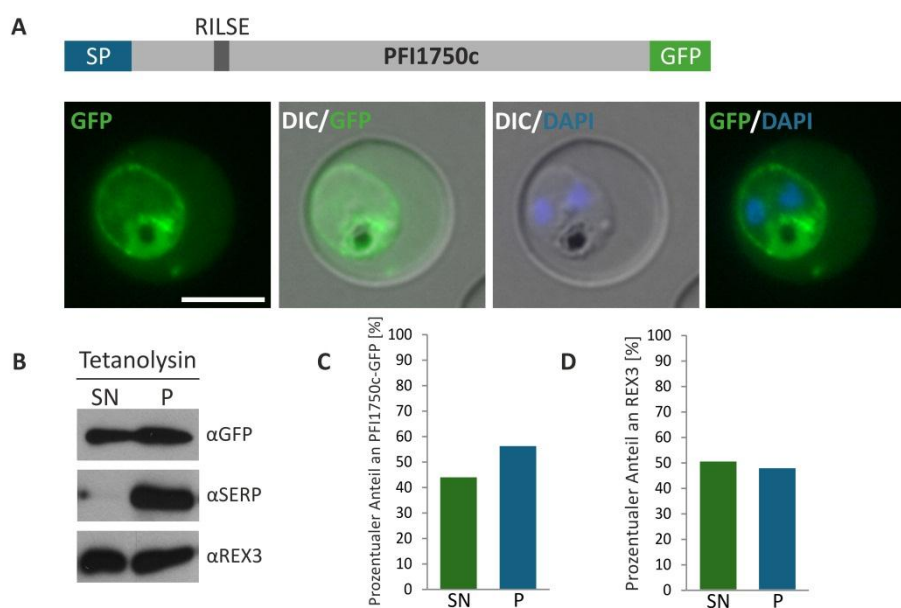 A
RILSE
SP PFI1750c GFP
GFP DIC/GFP DIC/DAPI GFP/DAPI
B
Tetanolysin
SN P
αGFP
αSERP
αREX3
C
Prozentualer Anteil an PFI1750c-GFP [%]
100
90
80
70
60
50
40
30
20
10
0
SN P
D
Prozentualer Anteil an REX3 [%]
100
90
80
70
60
50
40
30
20
10
0
SN P